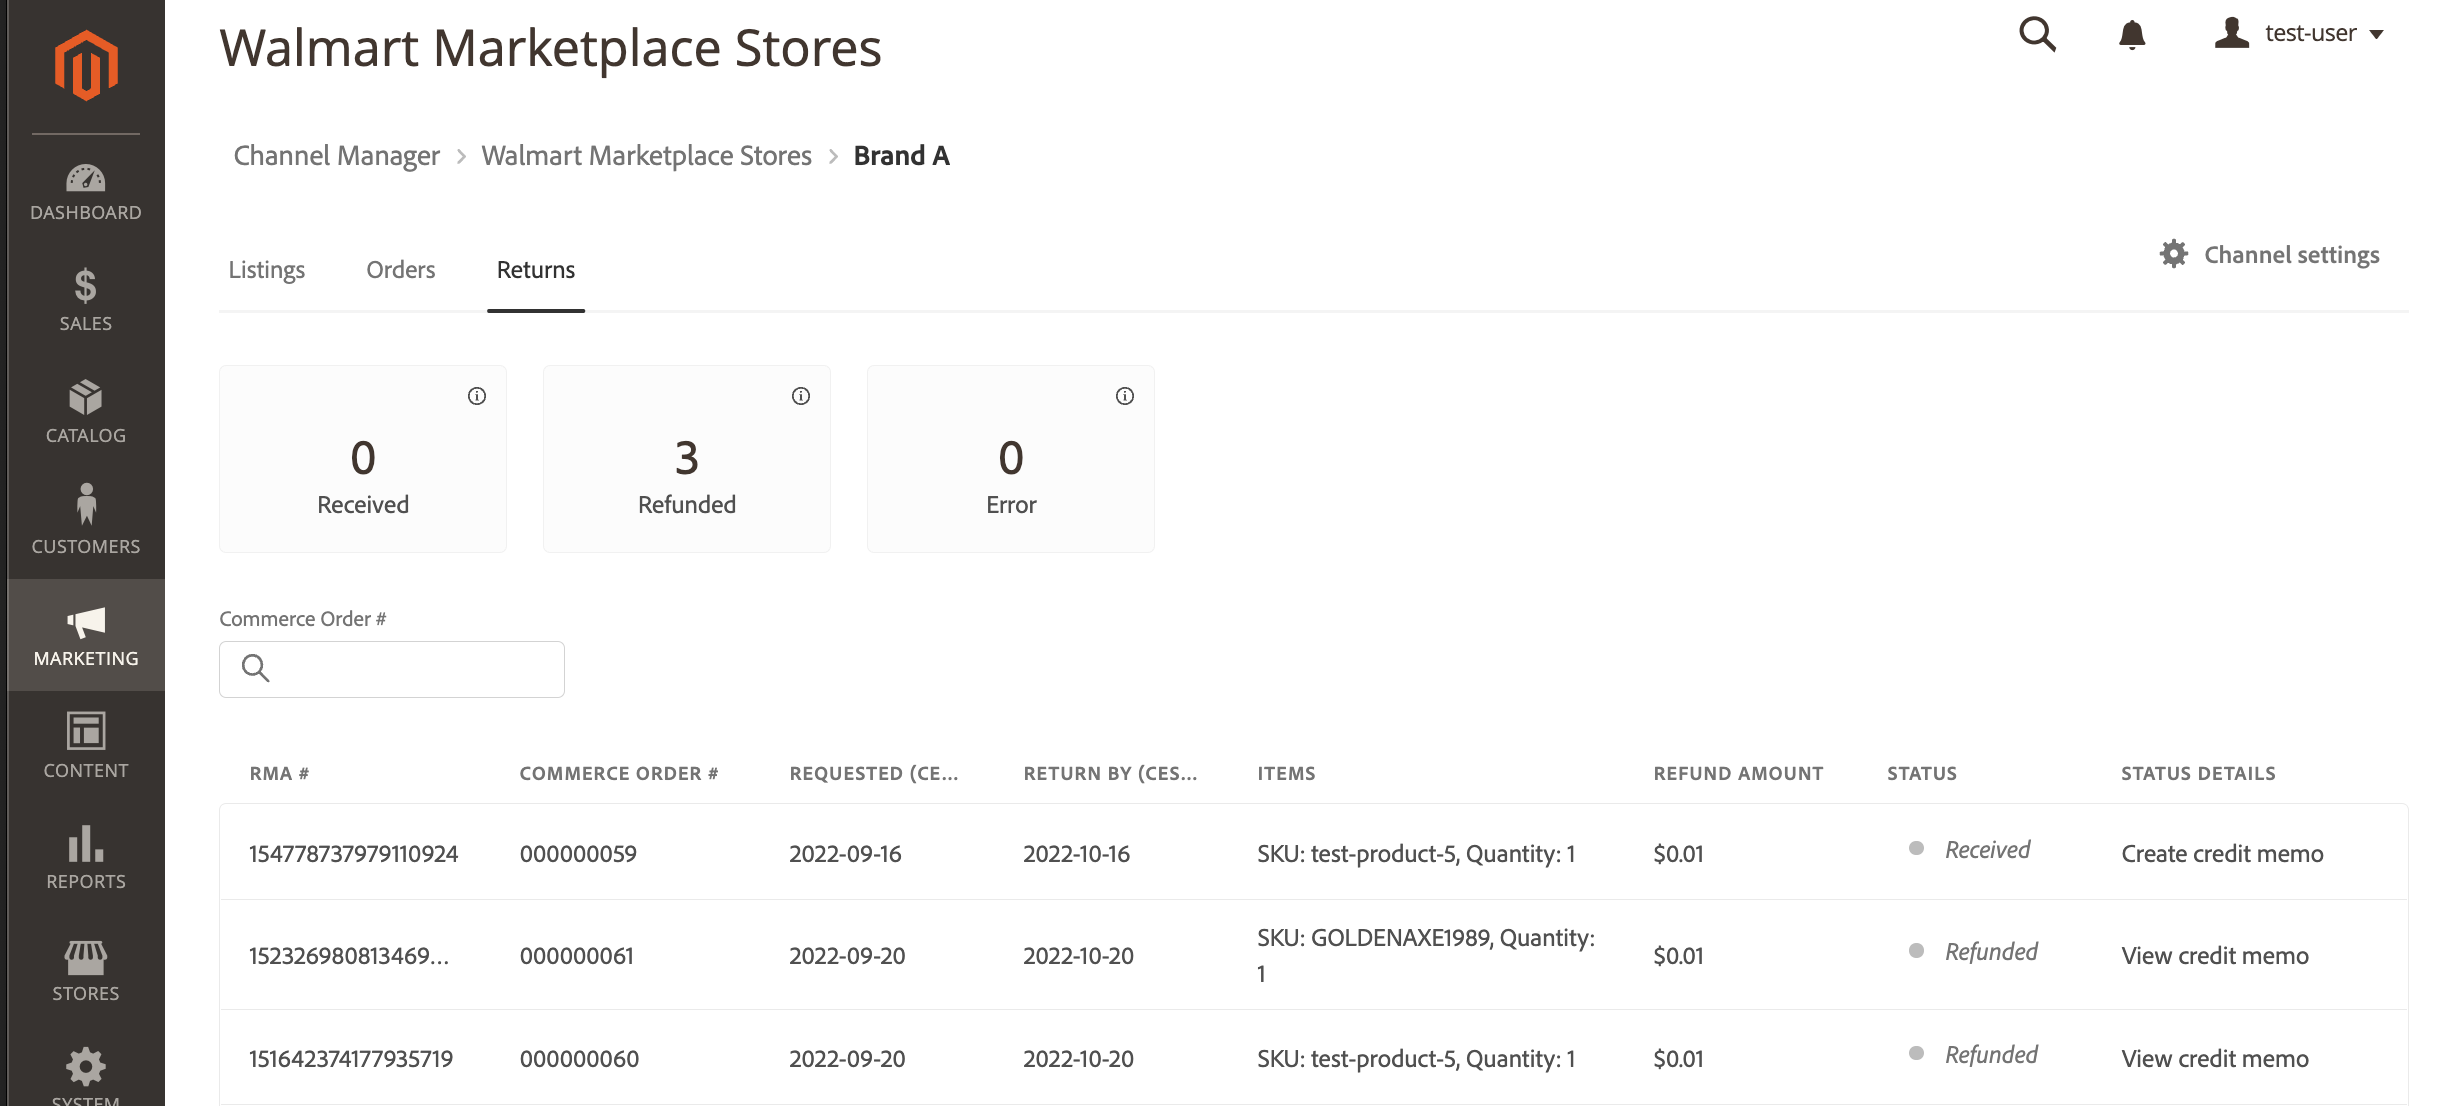 Walmart Marketplace Stores
test-user
Channel Manager > Walmart Marketplace Stores > Brand A
Listings Orders Returns
Channel settings
0 3 0
Received Refunded Error
Commerce Order #
RMA # COMMERCE ORDER # REQUESTED (CE... RETURN BY (CES... ITEMS REFUND AMOUNT STATUS STATUS DETAILS
154778737979110924 000000059 2022-09-16 2022-10-16 SKU: test-product-5, Quantity: 1 $0.01 Received Create credit memo
152326980813469... 000000061 2022-09-20 2022-10-20 SKU: GOLDENAXE1989, Quantity:
1 $0.01 Refunded View credit memo
151642374177935719 000000060 2022-09-20 2022-10-20 SKU: test-product-5, Quantity: 1 $0.01 Refunded View credit memo
DASHBOARD
SALES
CATALOG
CUSTOMERS
MARKETING
CONTENT
REPORTS
STORES
SYSTEM